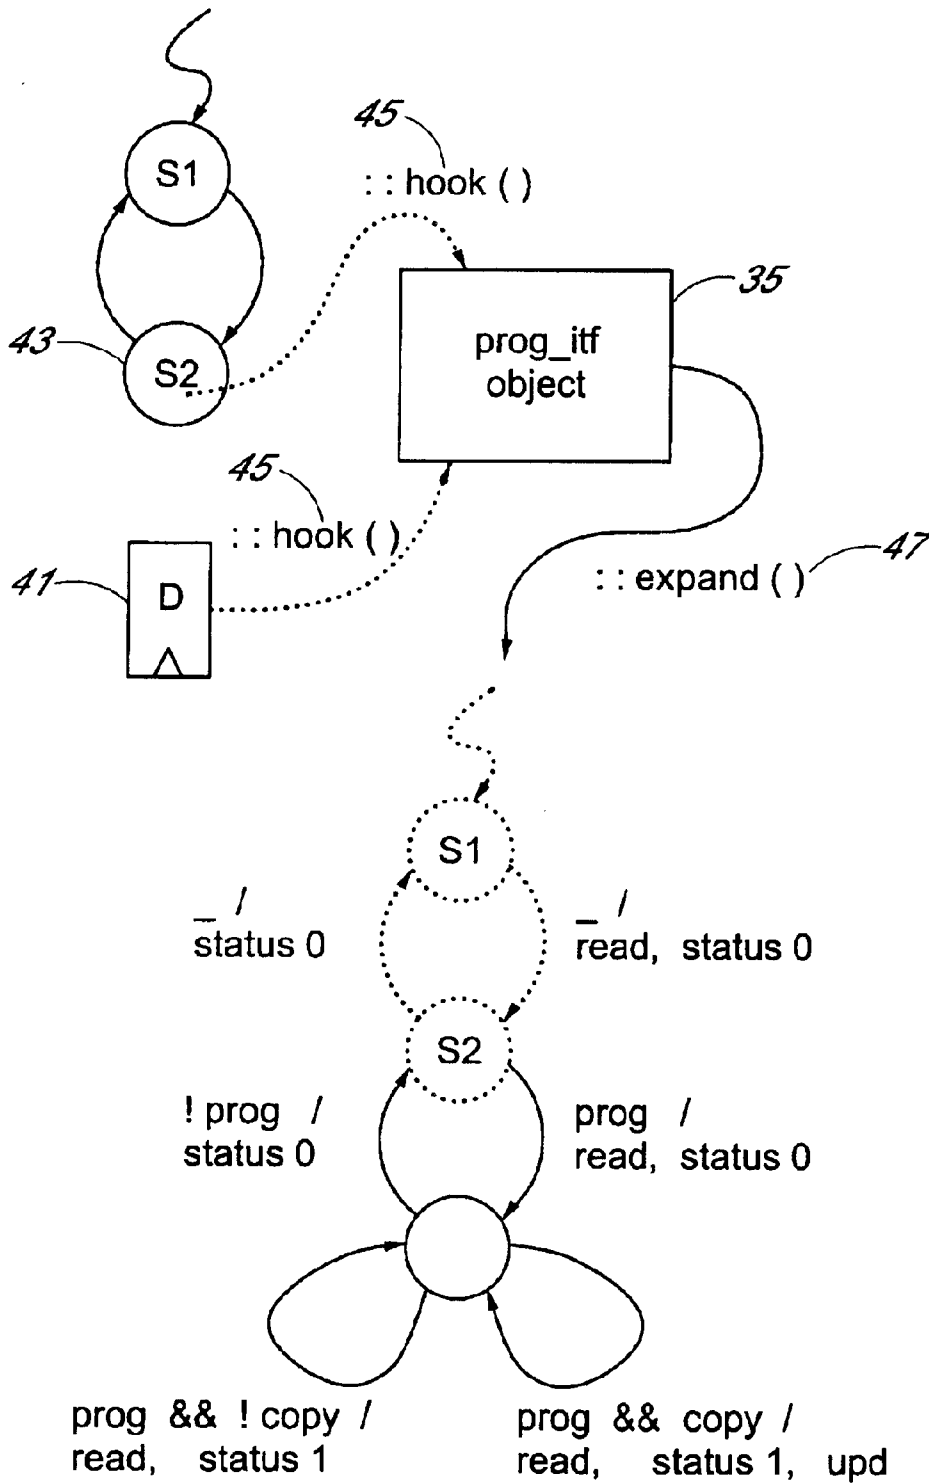 45
S1
: : hook ( )
35
43
prog_itf
object
S2
45
: : hook ( )
47
41
D
: : expand ( )
S1
_ /
status 0
_ /
read, status 0
S2
! prog /
status 0
prog /
read, status 0
prog && ! copy /
read, status 1
prog && copy /
read, status 1, upd